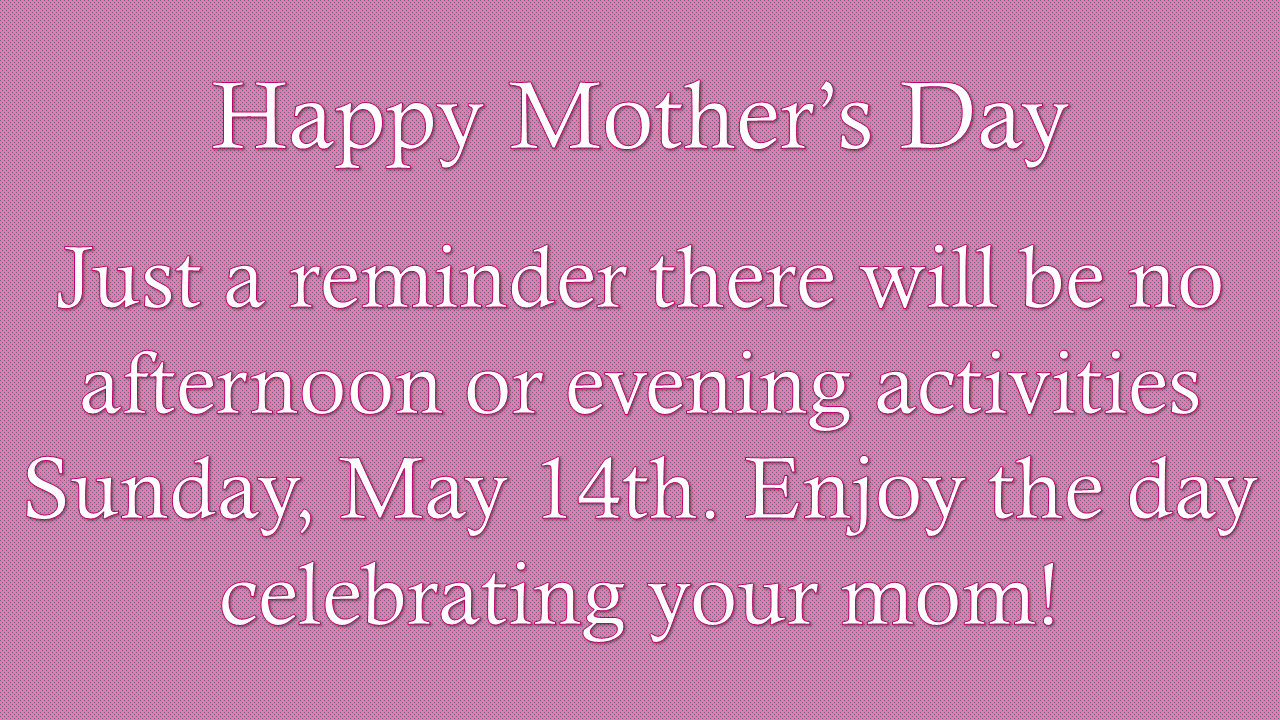 Happy Mother’s Day
Just a reminder there will be no
afternoon or evening activities
Sunday, May 14th. Enjoy the day
celebrating your mom!